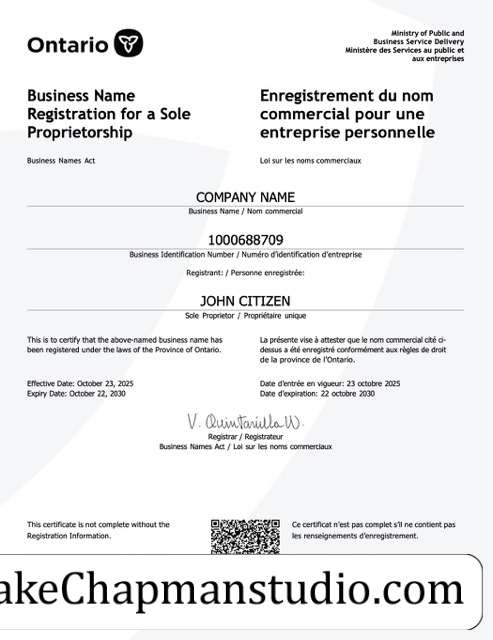 Ontario
Ministry of Public and
Business Service Delivery
Ministère des Services au public et
aux entreprises
Business Name
Registration for a Sole
Proprietorship
Enregistrement du nom
commercial pour une
entreprise personnelle
Business Names Act
Loi sur les noms commerciaux
COMPANY NAME
Business Name / Nom commercial
1000688709
Business Identification Number / Numéro d'identification d'entreprise
Registrant: / Personne enregistrée:
JOHN CITIZEN
Sole Proprietor / Propriétaire unique
This is to certify that the above-named business name has
been registered under the laws of the Province of Ontario.
La présente vise à attester que le nom commercial cité ci-
dessus a été enregistré conformément aux règles de droit
de la province de l'Ontario.
Effective Date: October 23, 2025
Expiry Date: October 22, 2030
Date d'entrée en vigueur: 23 octobre 2025
Date d'expiration: 22 octobre 2030
V. Quintanilla W.
Registrar / Registrateur
Business Names Act / Loi sur les noms commerciaux
This certificate is not complete without the
Registration Information.
Ce certificat n'est pas complet s'il ne contient pas
les renseignements d'enregistrement.
akeChapmanstudio.com